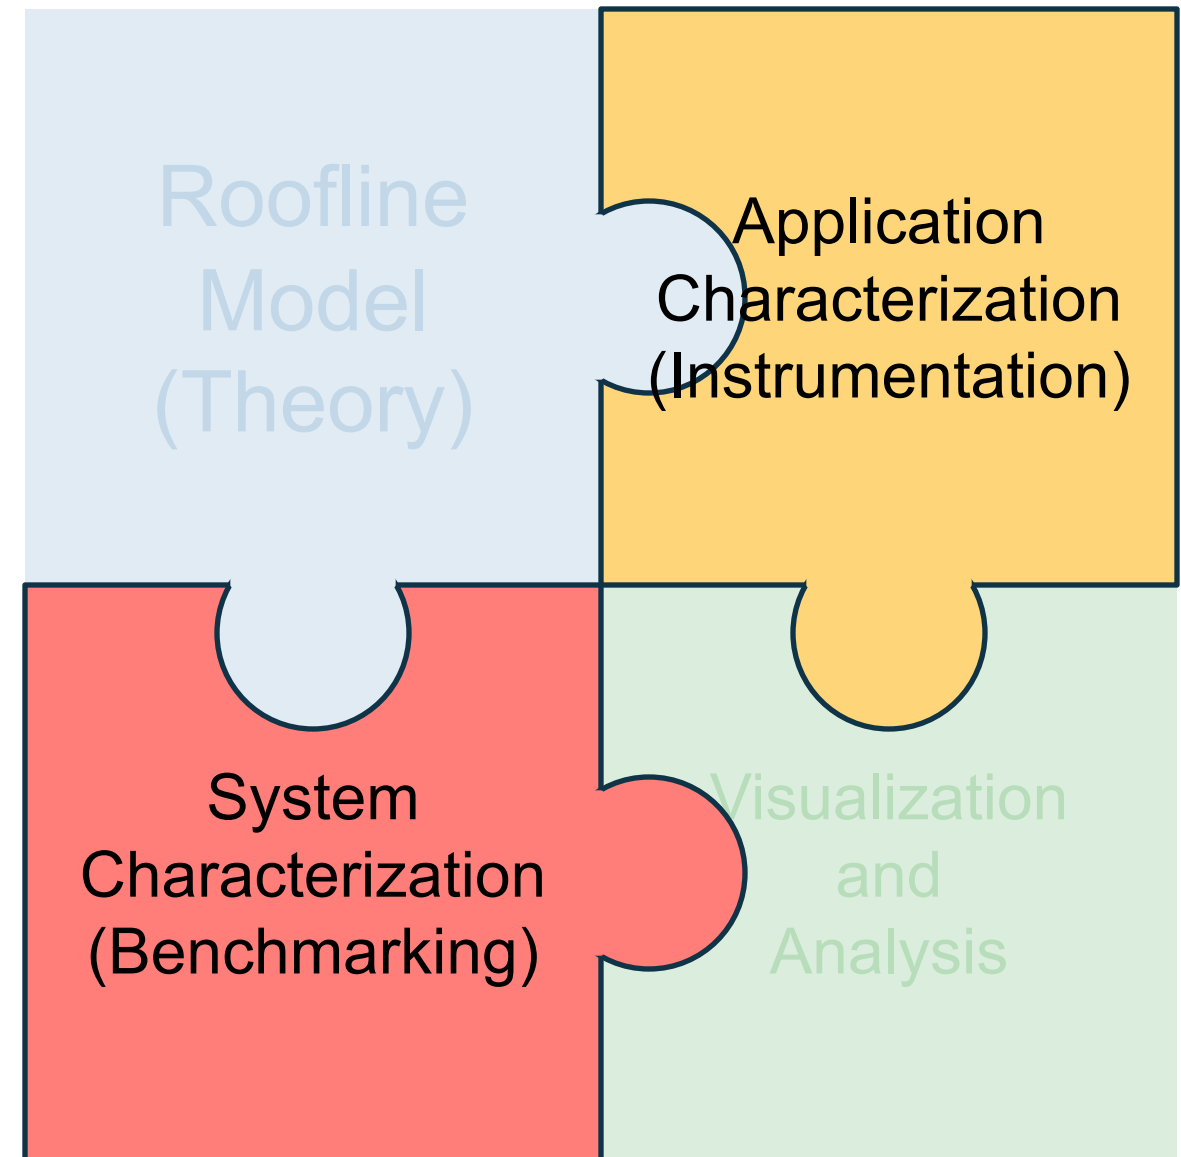 Roofline
Model
(Theory)
Application
Characterization
(Instrumentation)
System
Characterization
(Benchmarking)
Visualization
and
Analysis